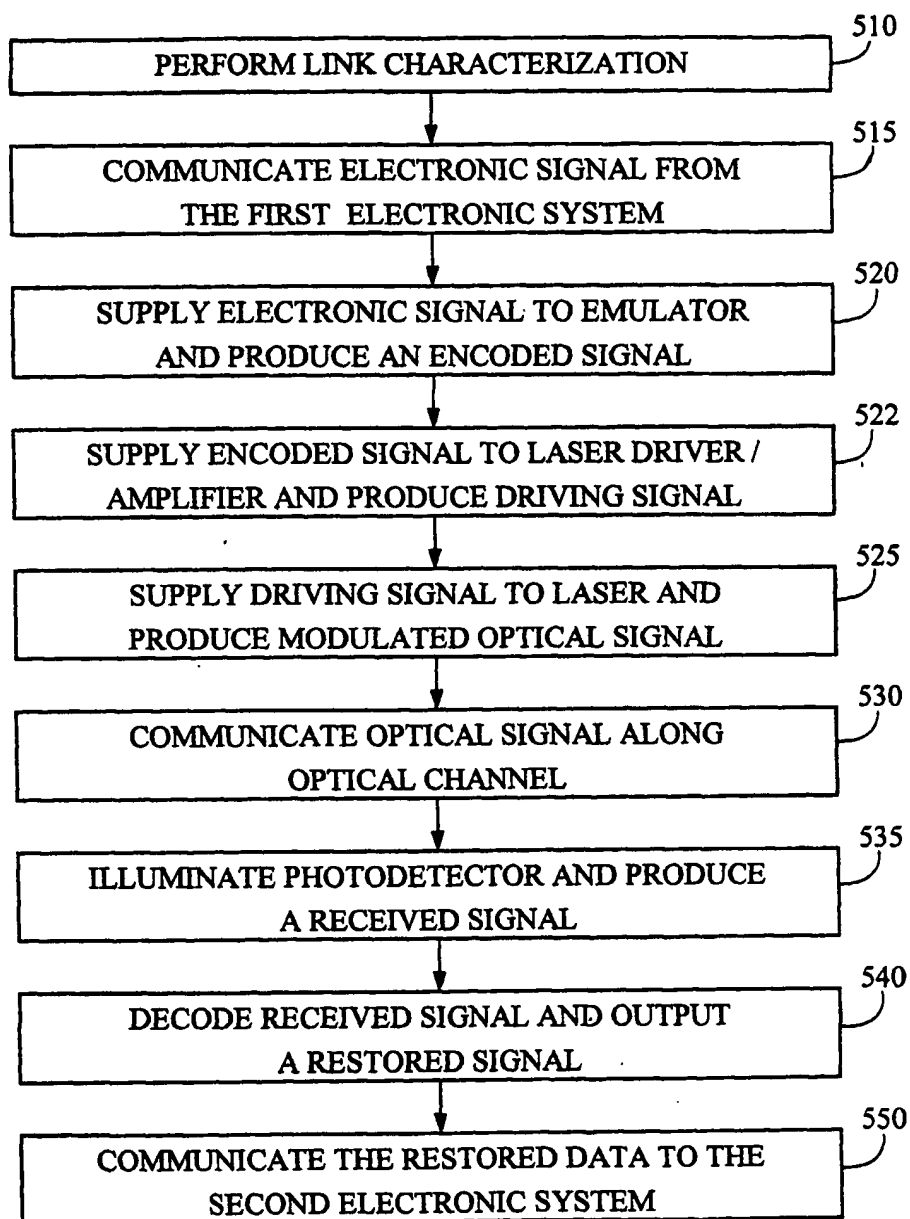 510
PERFORM LINK CHARACTERIZATION
515
COMMUNICATE ELECTRONIC SIGNAL FROM
THE FIRST ELECTRONIC SYSTEM
520
SUPPLY ELECTRONIC SIGNAL TO EMULATOR
AND PRODUCE AN ENCODED SIGNAL
522
SUPPLY ENCODED SIGNAL TO LASER DRIVER /
AMPLIFIER AND PRODUCE DRIVING SIGNAL
525
SUPPLY DRIVING SIGNAL TO LASER AND
PRODUCE MODULATED OPTICAL SIGNAL
530
COMMUNICATE OPTICAL SIGNAL ALONG
OPTICAL CHANNEL
535
ILLUMINATE PHOTODETECTOR AND PRODUCE
A RECEIVED SIGNAL
540
DECODE RECEIVED SIGNAL AND OUTPUT
A RESTORED SIGNAL
550
COMMUNICATE THE RESTORED DATA TO THE
SECOND ELECTRONIC SYSTEM